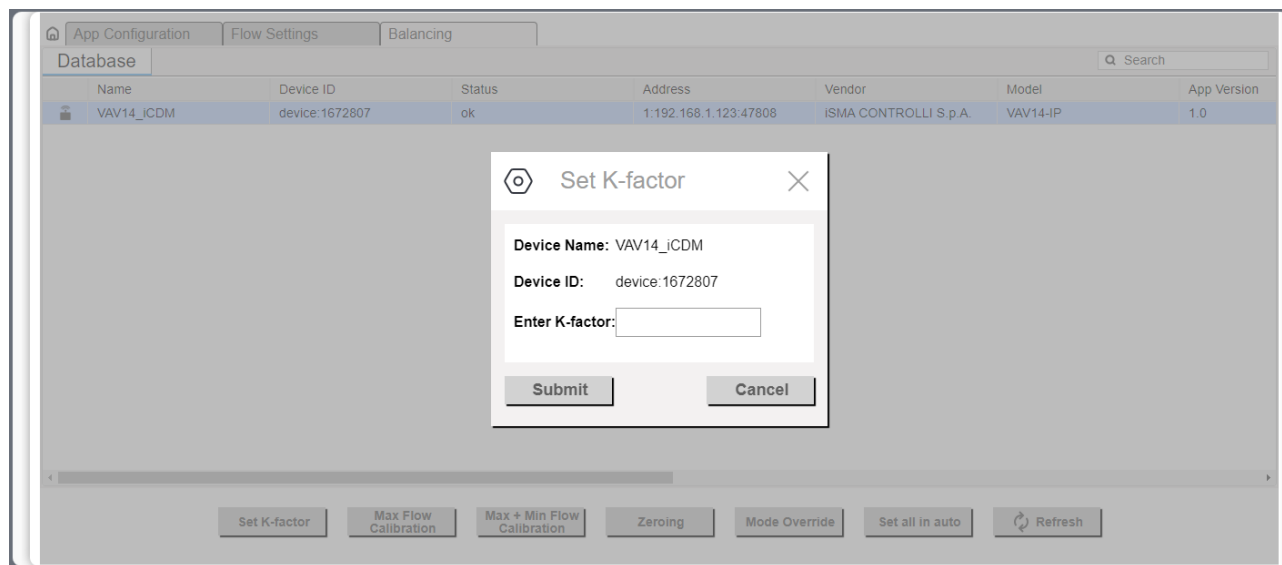 App Configuration Flow Settings Balancing
Database Search
Name Device ID Status Address Vendor Model App Version
VAV14_iCDM device:1672807 ok 1:192.168.1.123:47808 iSMA CONTROLLI S.p.A. VAV14-IP 1.0
Set K-factor
Device Name: VAV14_iCDM
Device ID: device:1672807
Enter K-factor:
Submit Cancel
Set K-factor Max Flow Calibration Max + Min Flow Calibration Zeroing Mode Override Set all in auto Refresh